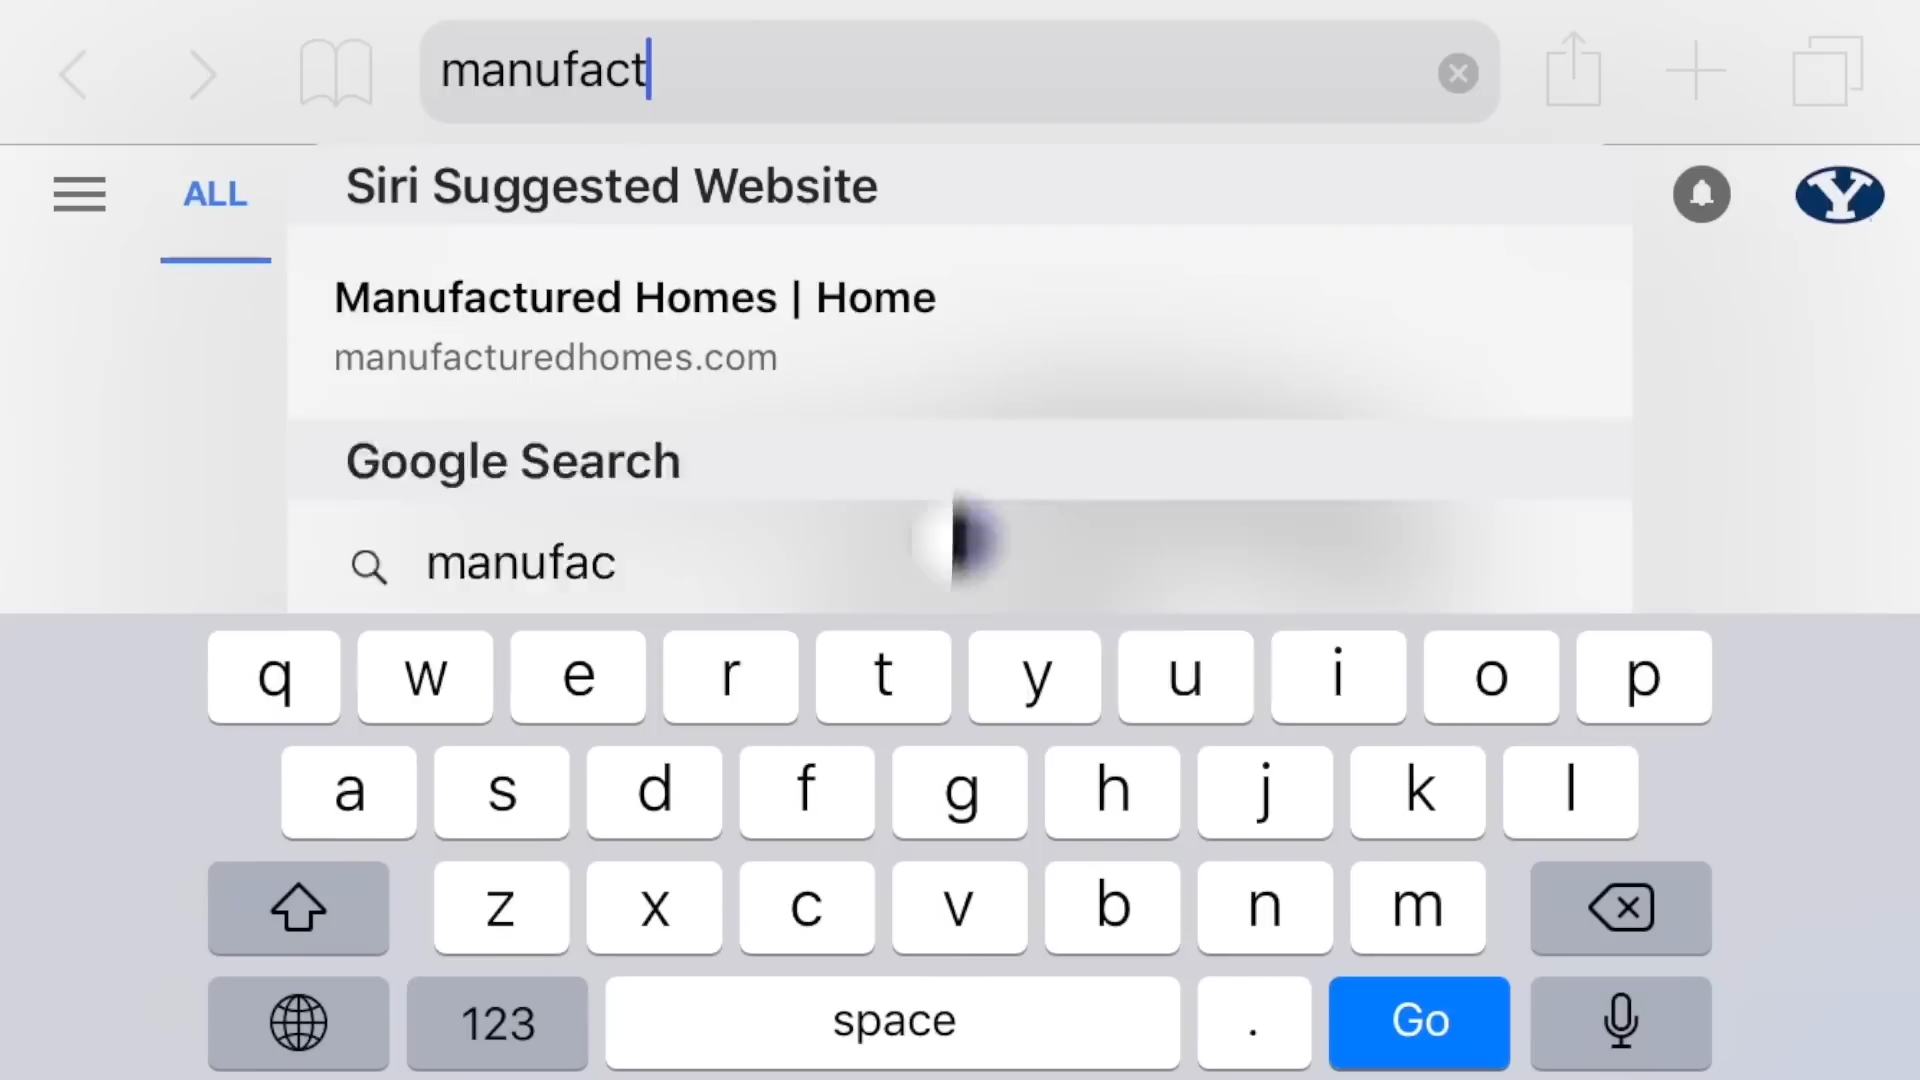 manufact
ALL
Siri Suggested Website
Y
Manufactured Homes | Home
manufacturedhomes.com
Google Search
manufac
q w e r t y u i o p
a s d f g h j k l
z x c v b n m
123 space . Go